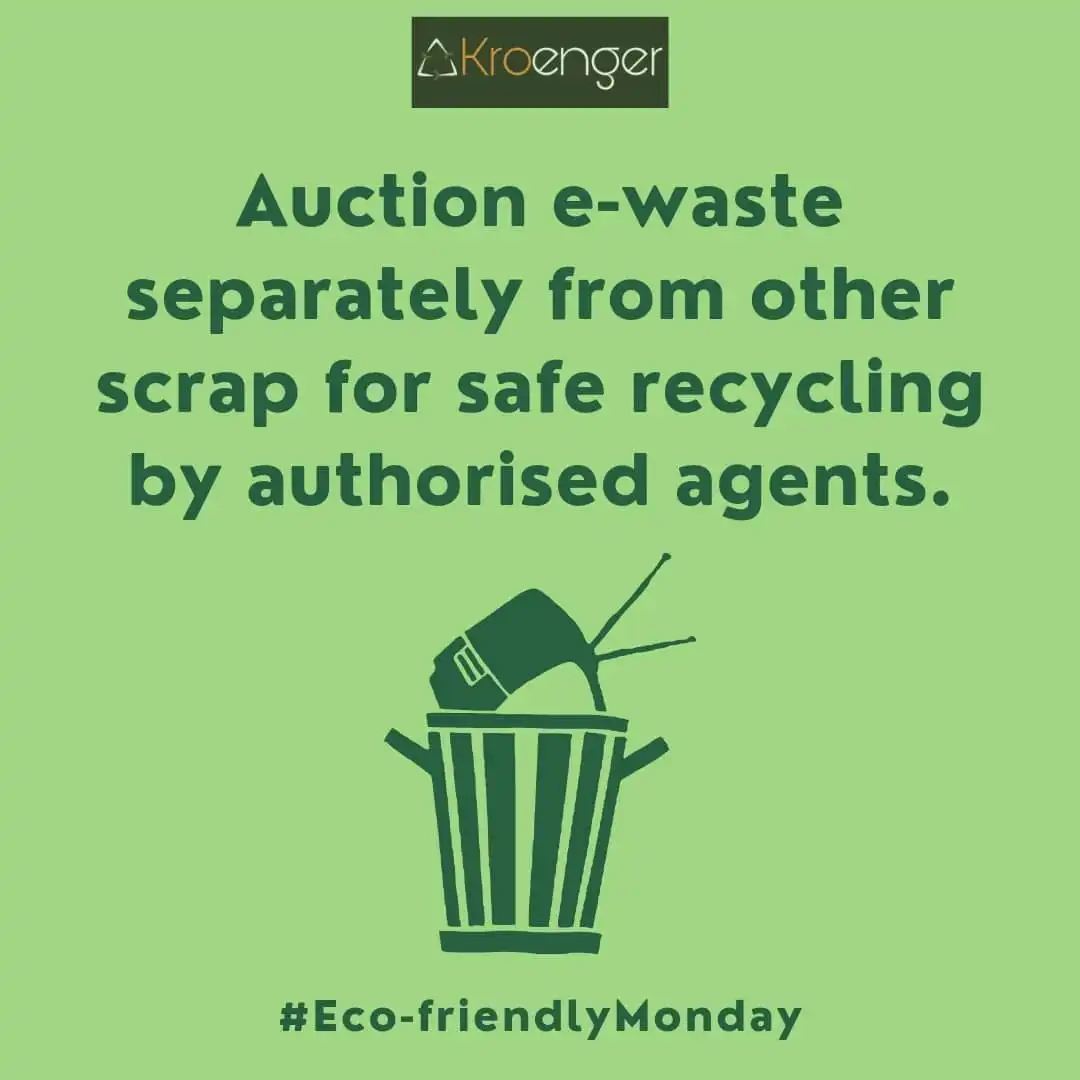 Kroenger
Auction e-waste
separately from other
scrap for safe recycling
by authorised agents.
#Eco-friendlyMonday